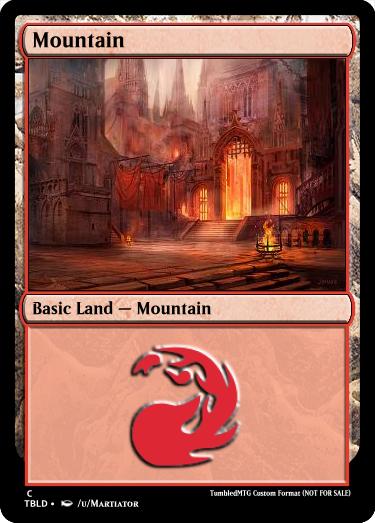 Mountain
Basic Land — Mountain
C
TBLD • /u/Martiator
TumbledMTG Custom Format (NOT FOR SALE)